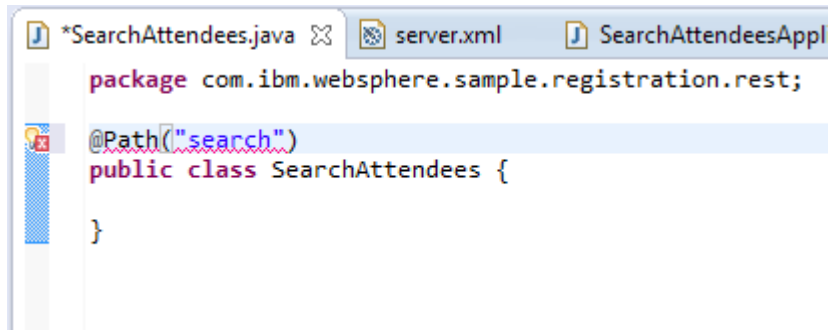 *SearchAttendees.java server.xml SearchAttendeesAppl
package com.ibm.websphere.sample.registration.rest;
@Path("search")
public class SearchAttendees {
}